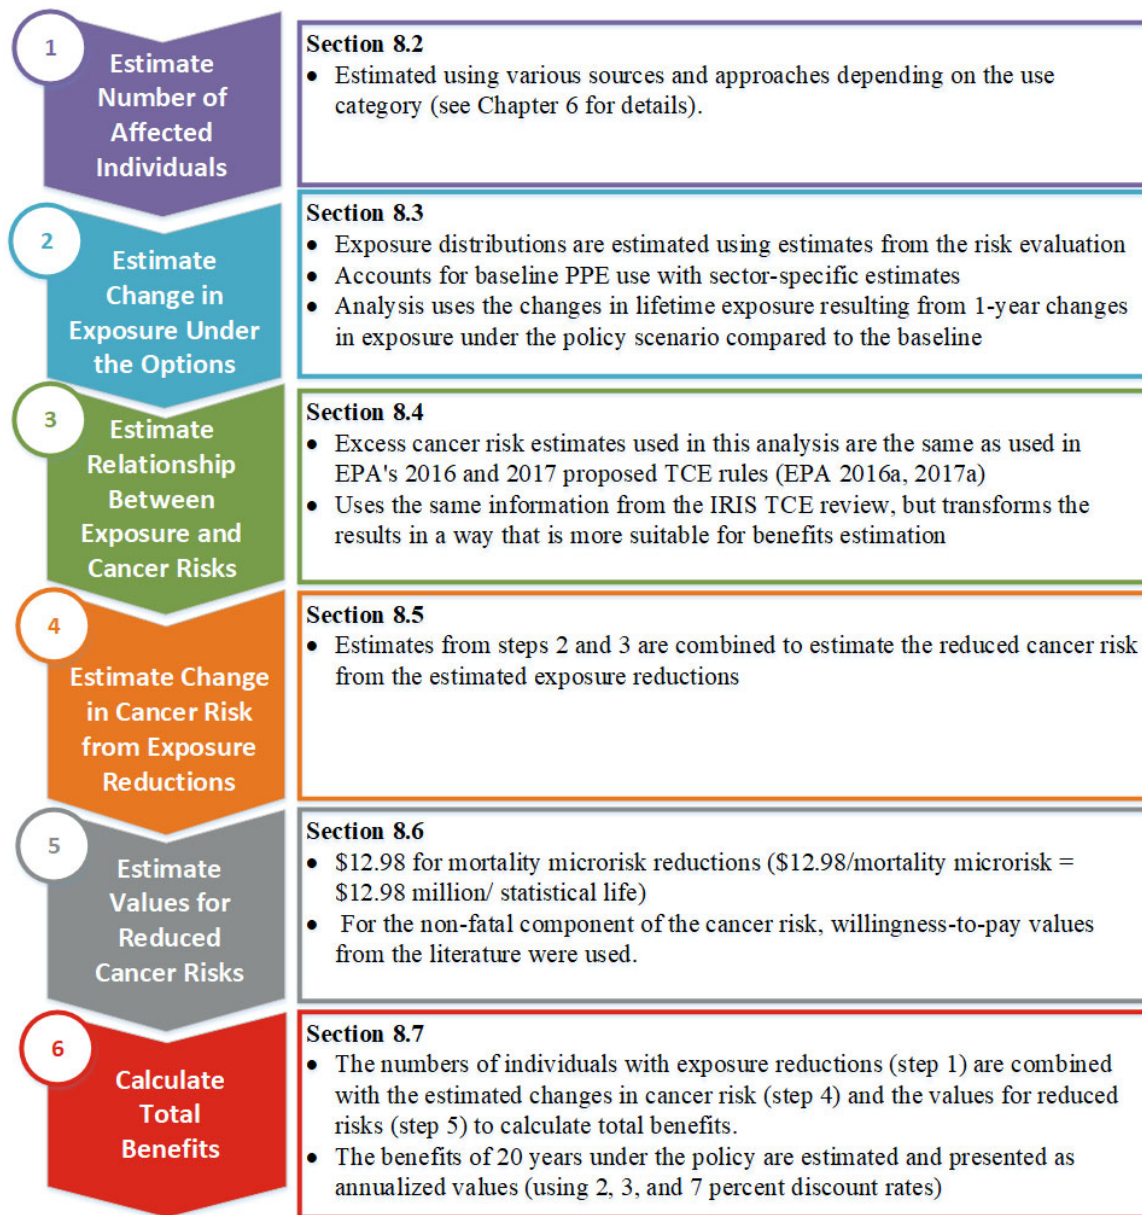 1
Estimate
Number of
Affected
Individuals
Section 8.2
• Estimated using various sources and approaches depending on the use
category (see Chapter 6 for details).
2
Estimate
Change in
Exposure Under
the Options
Section 8.3
• Exposure distributions are estimated using estimates from the risk evaluation
• Accounts for baseline PPE use with sector-specific estimates
• Analysis uses the changes in lifetime exposure resulting from 1-year changes
in exposure under the policy scenario compared to the baseline
3
Estimate
Relationship
Between
Exposure and
Cancer Risks
Section 8.4
• Excess cancer risk estimates used in this analysis are the same as used in
EPA's 2016 and 2017 proposed TCE rules (EPA 2016a, 2017a)
• Uses the same information from the IRIS TCE review, but transforms the
results in a way that is more suitable for benefits estimation
4
Estimate Change
in Cancer Risk
from Exposure
Reductions
Section 8.5
• Estimates from steps 2 and 3 are combined to estimate the reduced cancer risk
from the estimated exposure reductions
5
Estimate
Values for
Reduced
Cancer Risks
Section 8.6
• $12.98 for mortality microrisk reductions ($12.98/mortality microrisk =
$12.98 million/ statistical life)
• For the non-fatal component of the cancer risk, willingness-to-pay values
from the literature were used.
6
Calculate
Total
Benefits
Section 8.7
• The numbers of individuals with exposure reductions (step 1) are combined
with the estimated changes in cancer risk (step 4) and the values for reduced
risks (step 5) to calculate total benefits.
• The benefits of 20 years under the policy are estimated and presented as
annualized values (using 2, 3, and 7 percent discount rates)